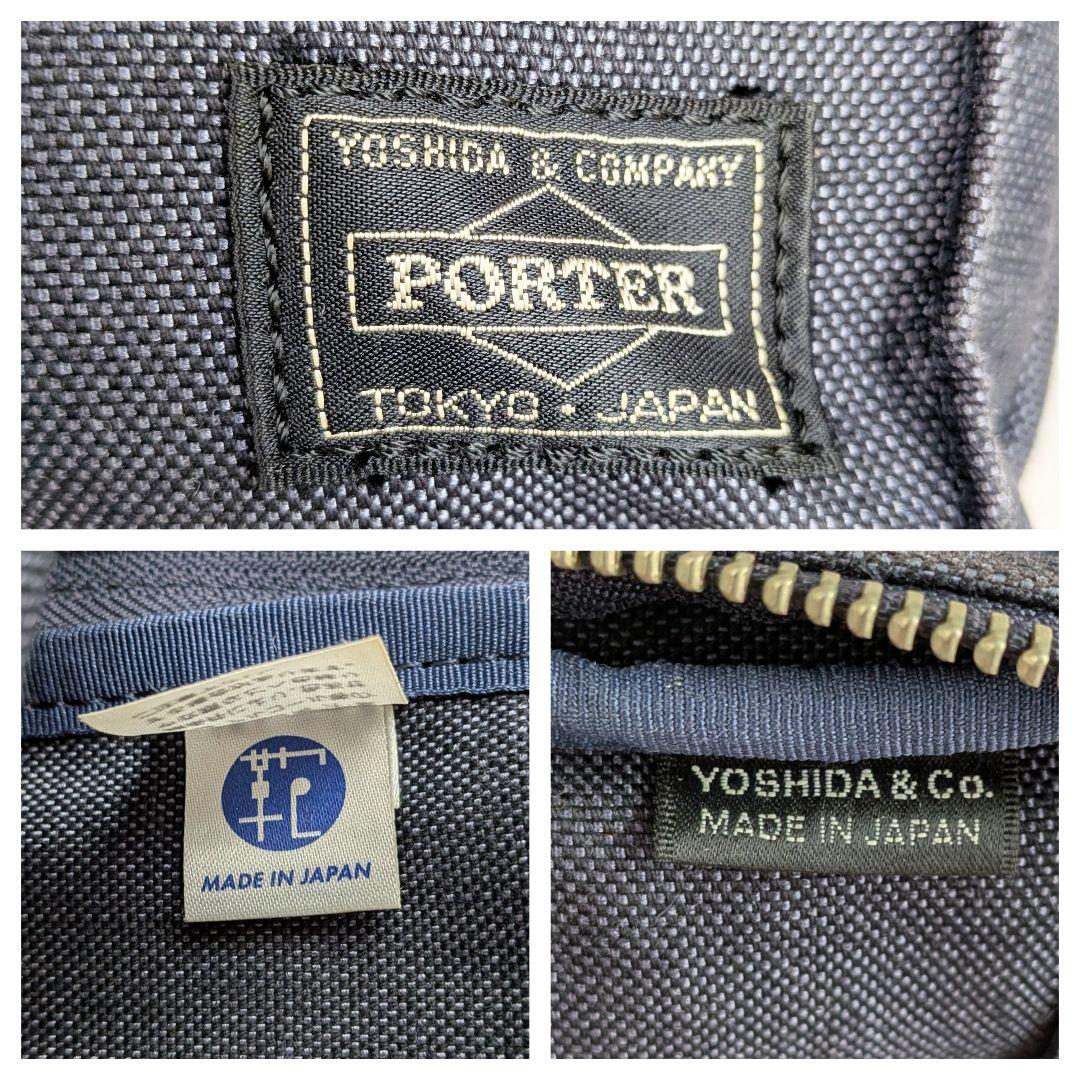 YOSHIDA & COMPANY
PORTER
TOKYO • JAPAN
MADE IN JAPAN
YOSHIDA & Co.
MADE IN JAPAN